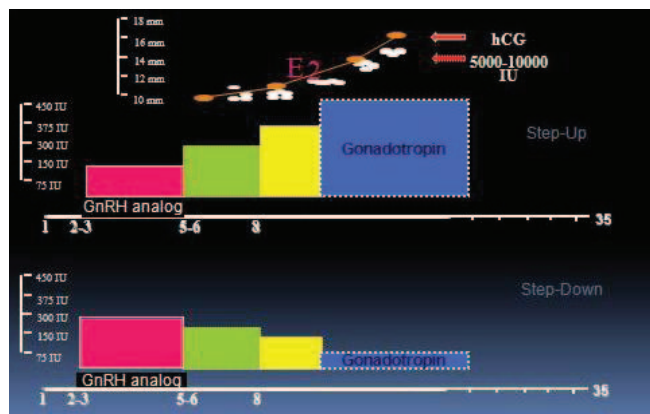 18 mm
16 mm
14 mm
12 mm
10 mm
E2
hCG
5000-10000
IU
450 IU
375 IU
300 IU
150 IU
75 IU
Gonadotropin
Step-Up
GnRH analog
1 2-3 5-6 8 35
450 IU
375 IU
300 IU
150 IU
75 IU
Step-Down
Gonadotropin
GnRH analog
1 2-3 5-6 8 35